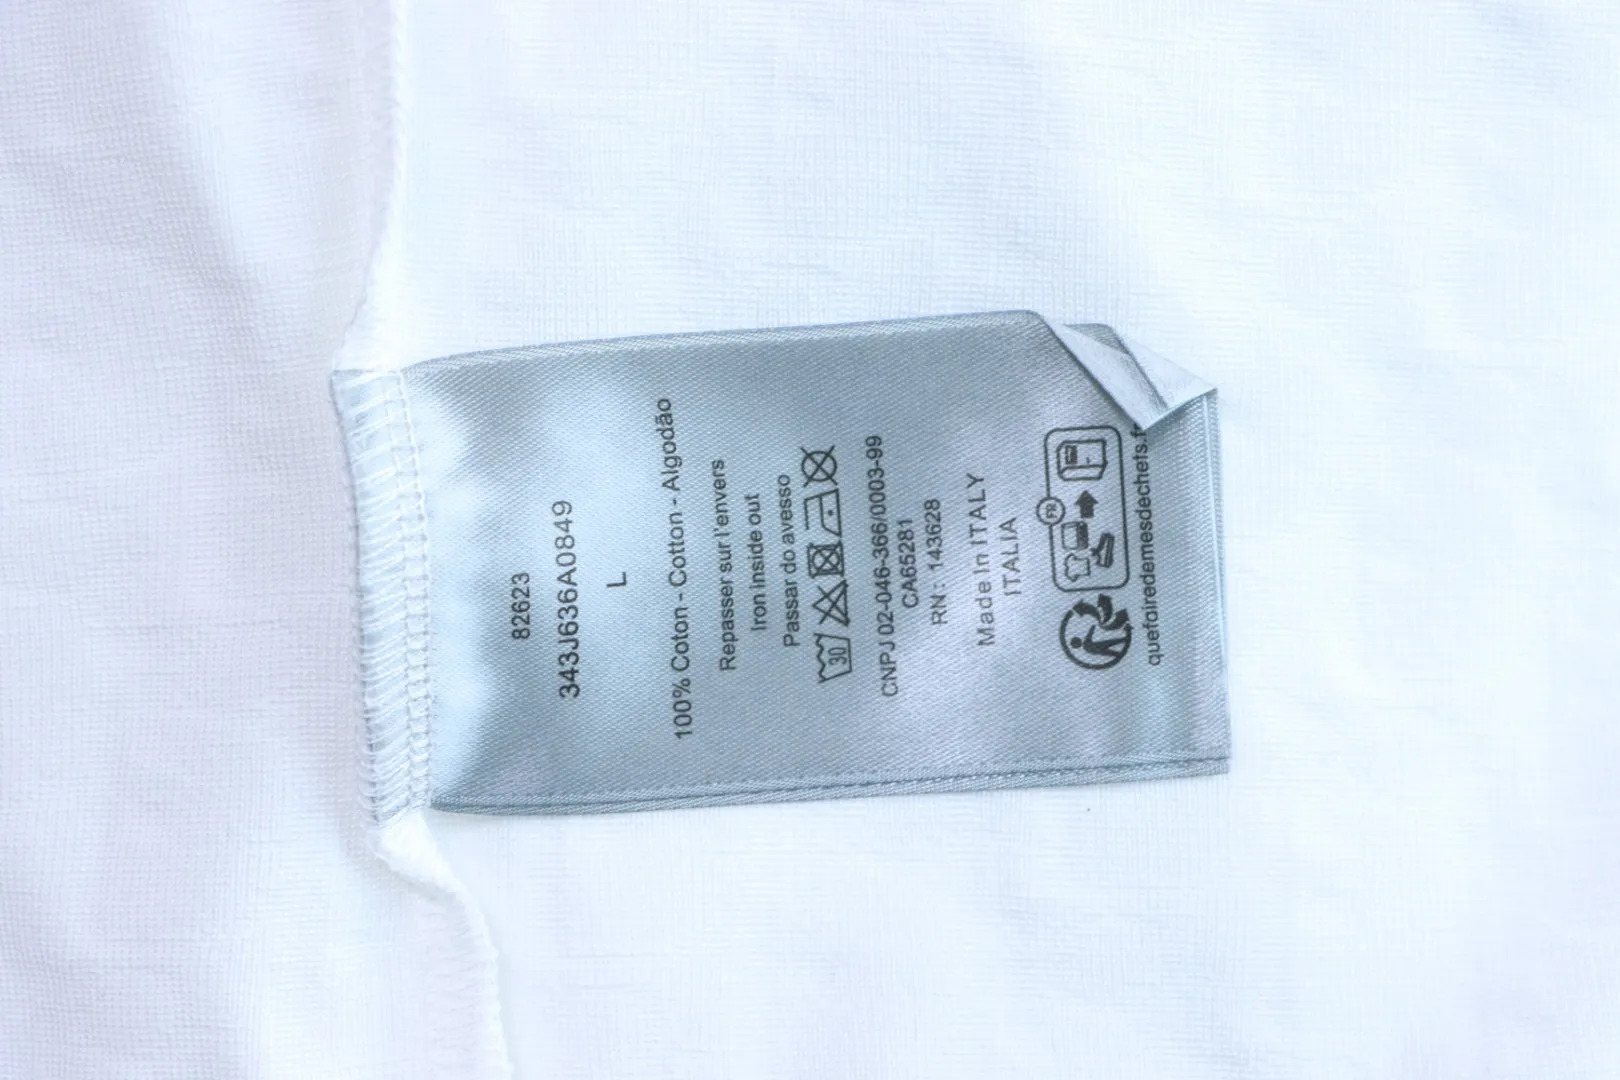 82623
343J636A0849
L
100% Coton - Cotton - Algodão
Repasser sur l'envers
Iron inside out
Passar do avesso
30
CNPJ 02-046-366/0003-99
CA65281
RN : 143628
Made In ITALY
ITALIA
FR
quefairedemesdechets.f